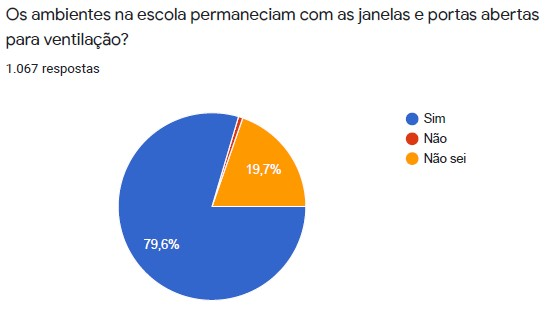 Os ambientes na escola permaneciam com as janelas e portas abertas
para ventilação?
1.067 respostas
Sim
Não
Não sei
19,7%
79,6%